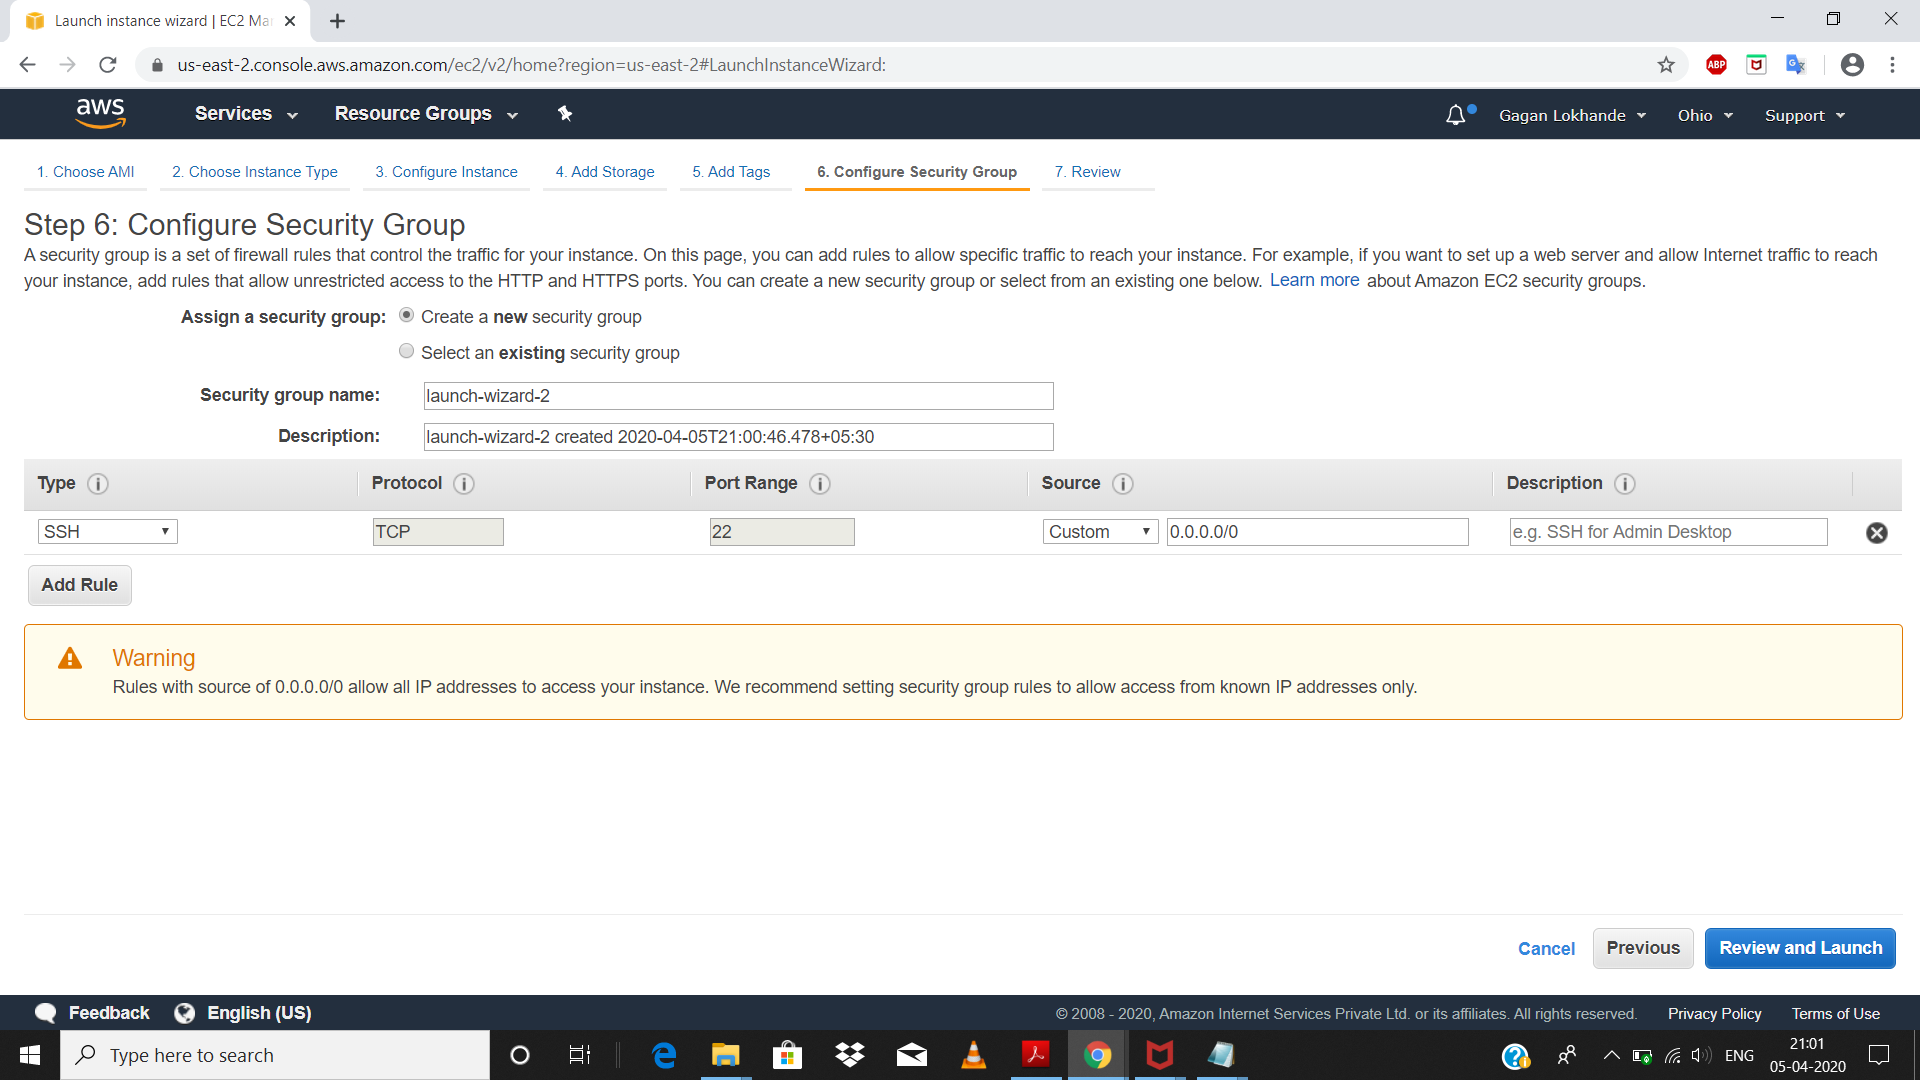 Launch instance wizard | EC2 Mar
us-east-2.console.aws.amazon.com/ec2/v2/home?region=us-east-2#LaunchInstanceWizard:
ABP
aws Services Resource Groups Gagan Lokhande Ohio Support
1. Choose AMI 2. Choose Instance Type 3. Configure Instance 4. Add Storage 5. Add Tags 6. Configure Security Group 7. Review
Step 6: Configure Security Group
A security group is a set of firewall rules that control the traffic for your instance. On this page, you can add rules to allow specific traffic to reach your instance. For example, if you want to set up a web server and allow Internet traffic to reach
your instance, add rules that allow unrestricted access to the HTTP and HTTPS ports. You can create a new security group or select from an existing one below. Learn more about Amazon EC2 security groups.
Assign a security group: Create a new security group
Select an existing security group
Security group name: launch-wizard-2
Description: launch-wizard-2 created 2020-04-05T21:00:46.478+05:30
Type Protocol Port Range Source Description
SSH TCP 22 Custom 0.0.0.0/0 e.g. SSH for Admin Desktop
Add Rule
Warning
Rules with source of 0.0.0.0/0 allow all IP addresses to access your instance. We recommend setting security group rules to allow access from known IP addresses only.
Cancel Previous Review and Launch
Feedback English (US) © 2008 - 2020, Amazon Internet Services Private Ltd. or its affiliates. All rights reserved. Privacy Policy Terms of Use
Type here to search ENG 21:01
05-04-2020